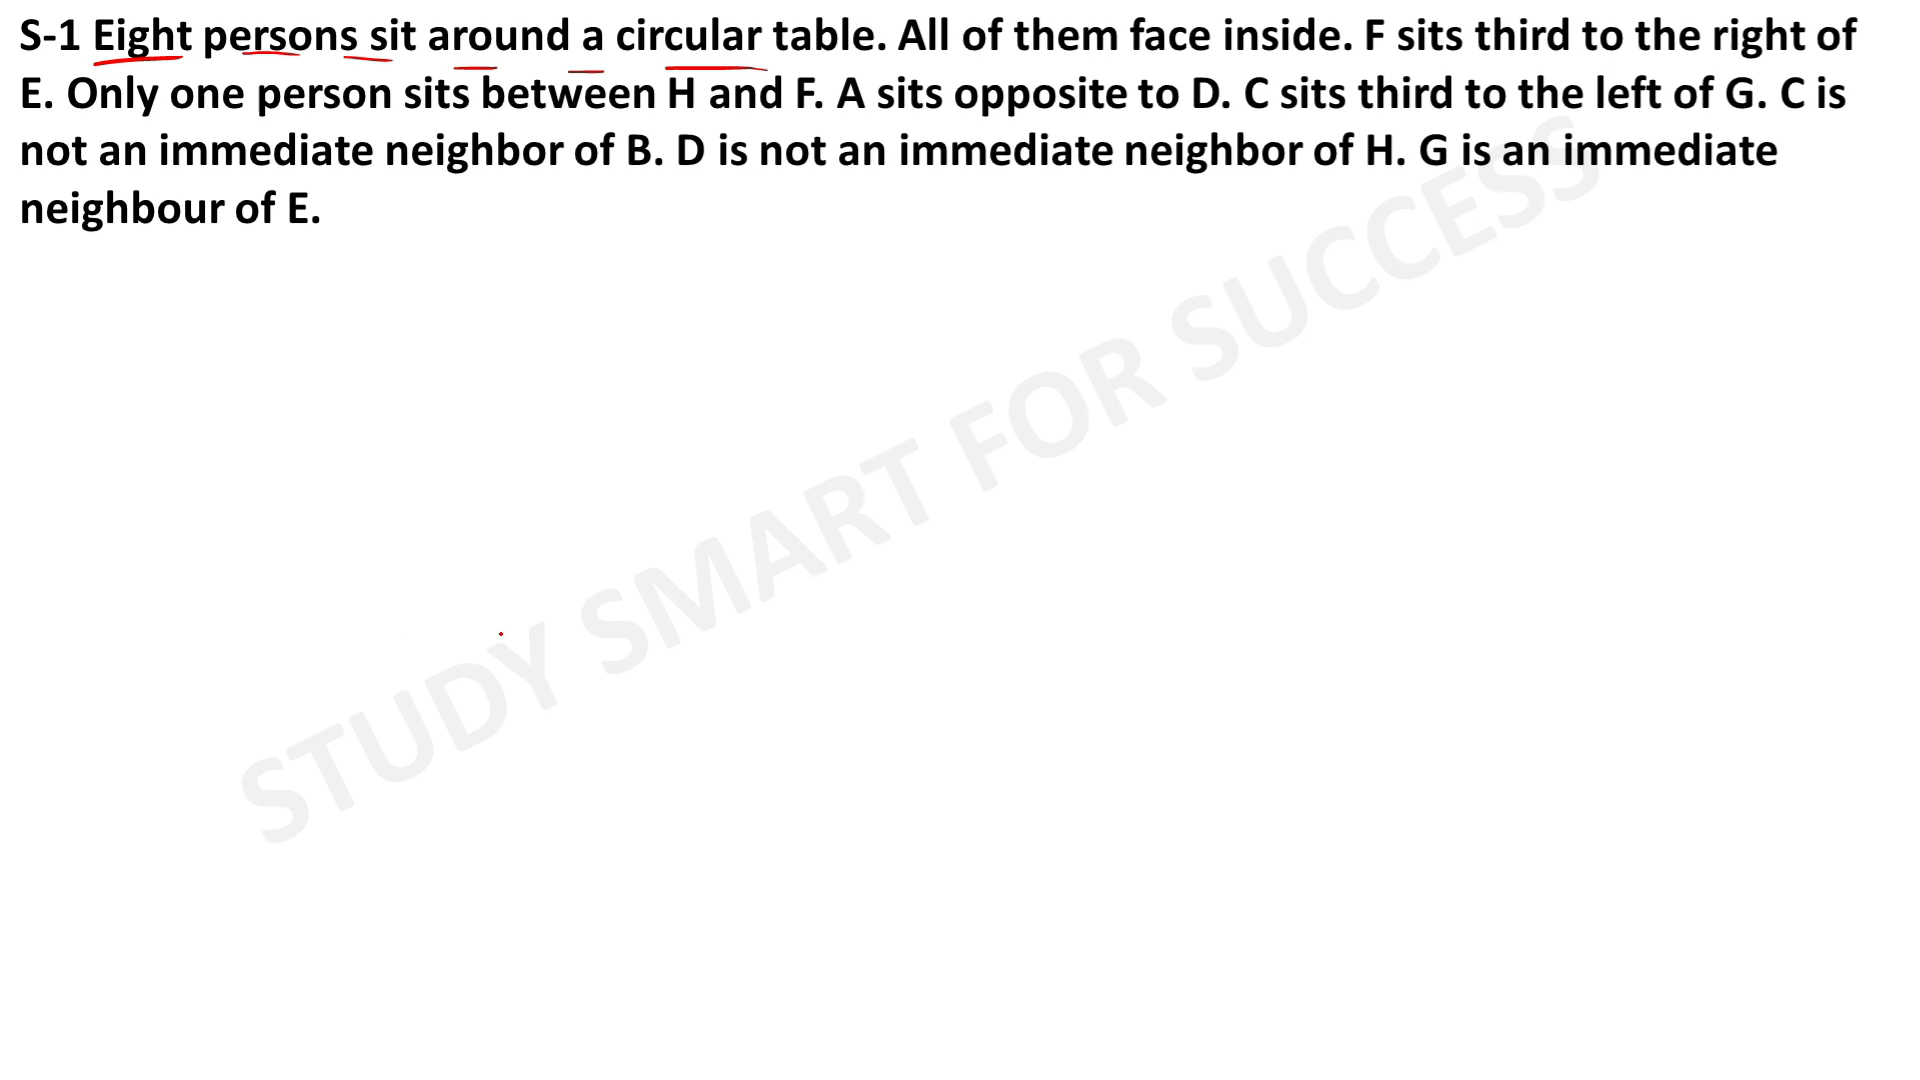 S-1 Eight persons sit around a circular table. All of them face inside. F sits third to the right of
E. Only one person sits between H and F. A sits opposite to D. C sits third to the left of G. C is
not an immediate neighbor of B. D is not an immediate neighbor of H. G is an immediate
neighbour of E.
STUDY SMART FOR SUCCESS